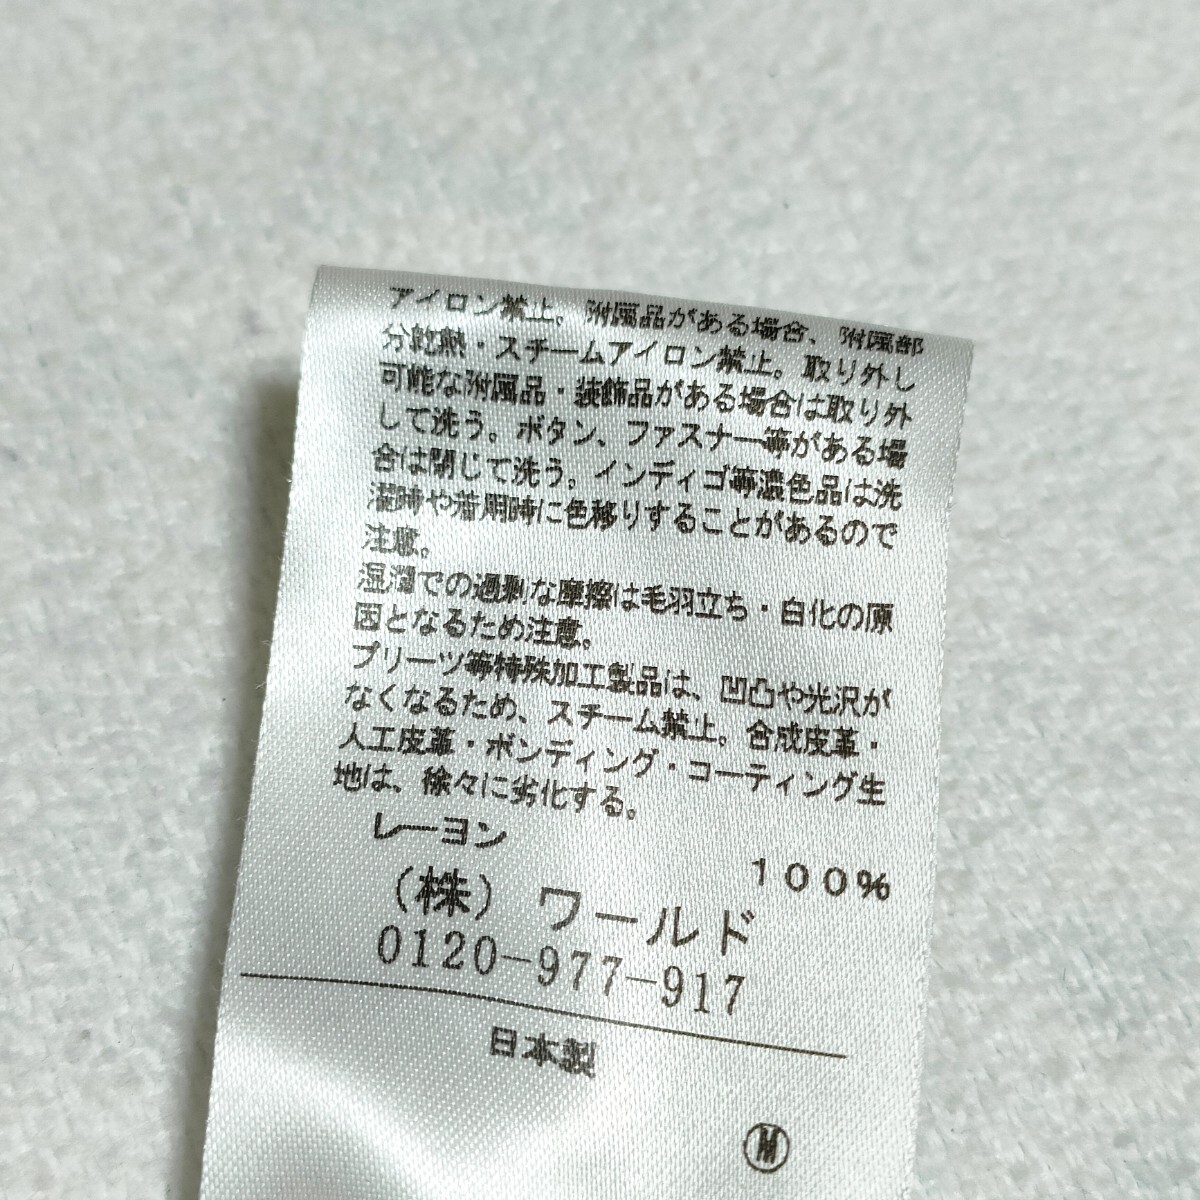 アイロン禁止。附属品がある場合、附属部
分乾熱・スチームアイロン禁止。取り外し
可能な附属品・装飾品がある場合は取り外
して洗う。ボタン、ファスナー等がある場
合は閉じて洗う。インディゴ等濃色品は洗
濯時や着用時に色移りすることがあるので
注意。
湿潤での過剰な摩擦は毛羽立ち・白化の原
因となるため注意。
プリーツ等特殊加工製品は、凹凸や光沢が
なくなるため、スチーム禁止。合成皮革・
人工皮革・ボンディング・コーティング生
地は、徐々に劣化する。
レーヨン 100%
(株) ワールド
0120-977-917
日本製
Ⓜ